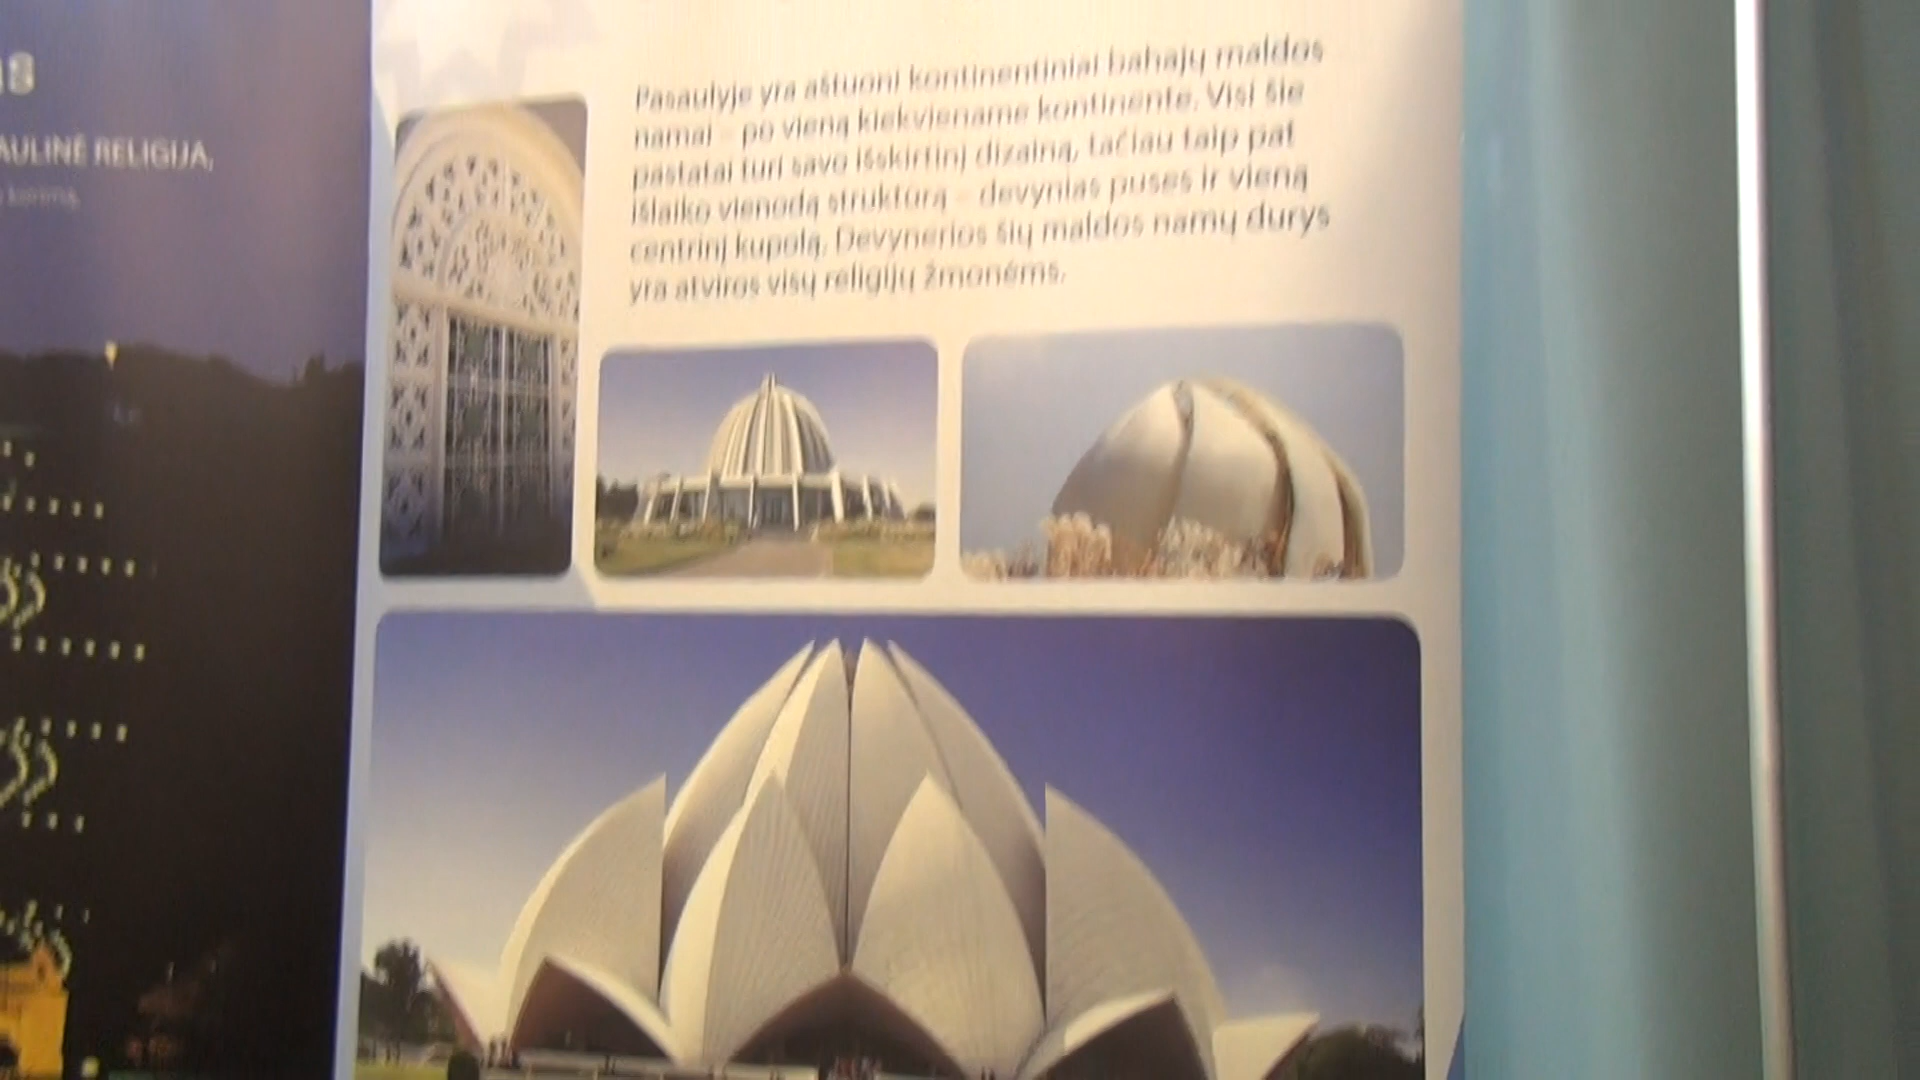 AULINĖ RELIGIJA,
Pasaulyje yra aštuoni kontinentiniai bahajų maldos
namai – po vieną kiekviename kontinente. Visi šie
pastatai turi savo išskirtinį dizainą, tačiau taip pat
išlaiko vienodą struktūrą – devynias puses ir vieną
centrinį kupolą. Devynerios šių maldos namų durys
yra atviros visų religijų žmonėms.